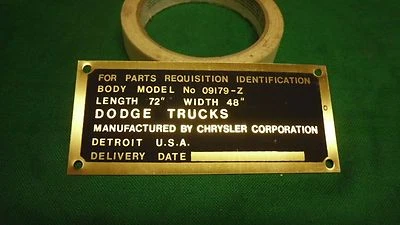 FOR PARTS REQUISITION IDENTIFICATION
BODY MODEL No 09179-Z
LENGTH 72" WIDTH 48"
DODGE TRUCKS
MANUFACTURED BY CHRYSLER CORPORATION
DETROIT U.S.A.
DELIVERY DATE